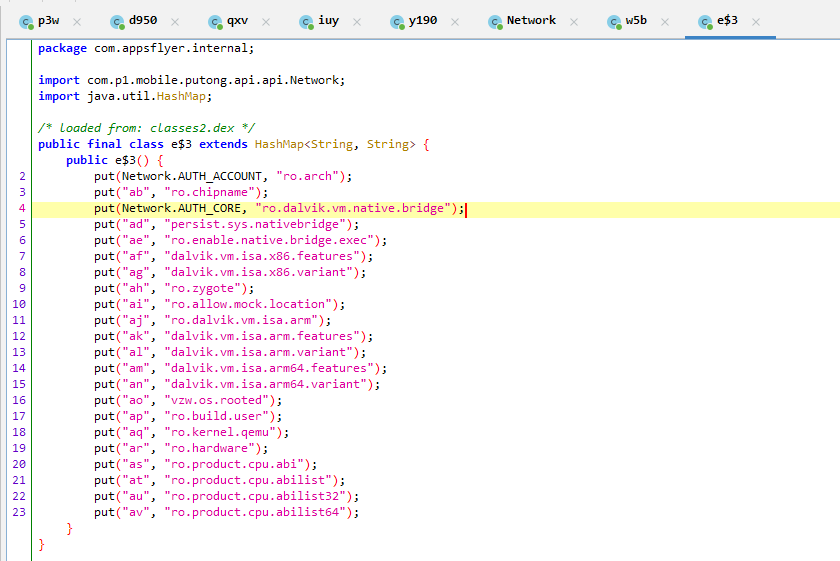 p3w d950 qxv iuy y190 Network w5b e$3
package com.appsflyer.internal;
import com.p1.mobile.putong.api.api.Network;
import java.util.HashMap;
/* loaded from: classes2.dex */
public final class e$3 extends HashMap<String, String> {
public e$3() {
2 put(Network.AUTH_ACCOUNT, "ro.arch");
3 put("ab", "ro.chipname");
4 put(Network.AUTH_CORE, "ro.dalvik.vm.native.bridge");
5 put("ad", "persist.sys.nativebridge");
6 put("ae", "ro.enable.native.bridge.exec");
7 put("af", "dalvik.vm.isa.x86.features");
8 put("ag", "dalvik.vm.isa.x86.variant");
9 put("ah", "ro.zygote");
10 put("ai", "ro.allow.mock.location");
11 put("aj", "ro.dalvik.vm.isa.arm");
12 put("ak", "dalvik.vm.isa.arm.features");
13 put("al", "dalvik.vm.isa.arm.variant");
14 put("am", "dalvik.vm.isa.arm64.features");
15 put("an", "dalvik.vm.isa.arm64.variant");
16 put("ao", "vzw.os.rooted");
17 put("ap", "ro.build.user");
18 put("aq", "ro.kernel.qemu");
19 put("ar", "ro.hardware");
20 put("as", "ro.product.cpu.abi");
21 put("at", "ro.product.cpu.abilist");
22 put("au", "ro.product.cpu.abilist32");
23 put("av", "ro.product.cpu.abilist64");
}
}